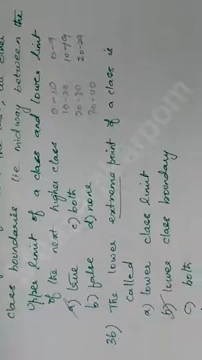 class boundaries lie midway between the
upper limit of a class and lower limit
of the next higher class
a) true c) both
b) false d) none
0-10 0-9
10-20 10-19
20-30 20-29
30-40
36) The lower extreme point of a class is
called
a) lower class limit
b) lower class boundary
c) both